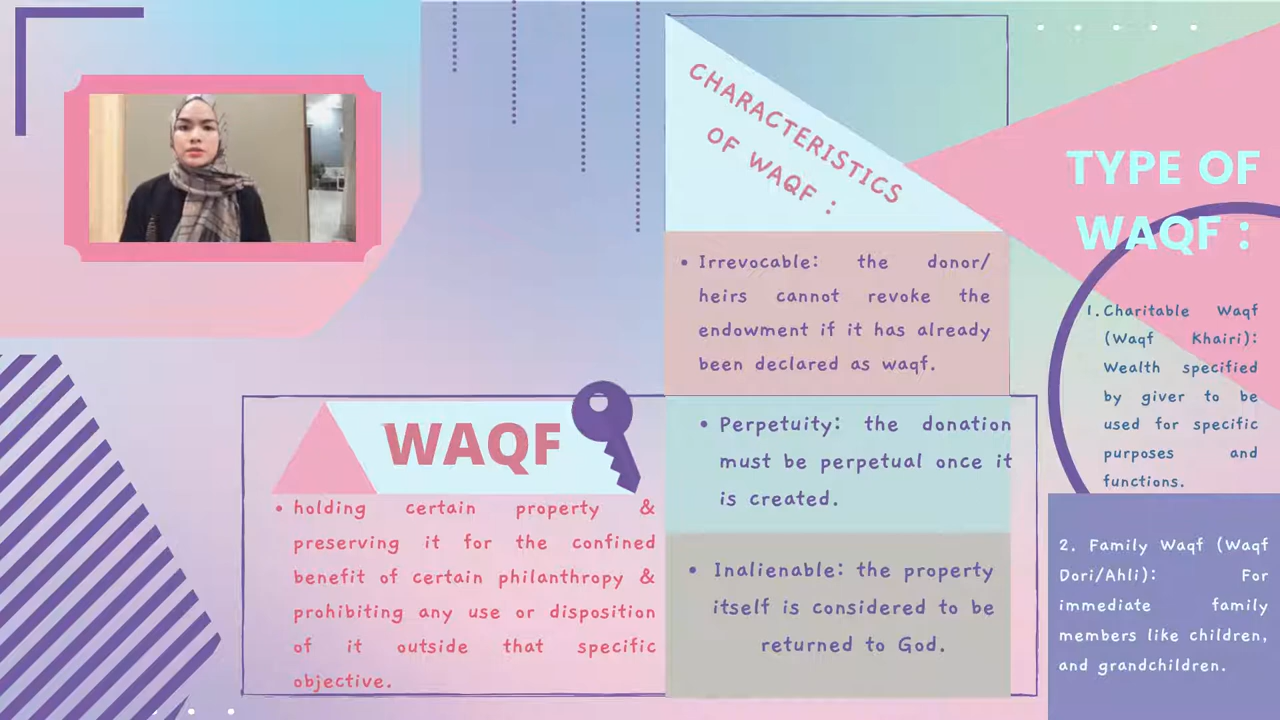 WAQF
• holding certain property &
preserving it for the confined
benefit of certain philanthropy &
prohibiting any use or disposition
of it outside that specific
objective.
CHARACTERISTICS
OF WAQF :
• Irrevocable: the donor/
heirs cannot revoke the
endowment if it has already
been declared as waqf.
• Perpetuity: the donation
must be perpetual once it
is created.
• Inalienable: the property
itself is considered to be
returned to God.
TYPE OF
WAQF :
1. Charitable Waqf
(Waqf Khairi):
Wealth specified
by giver to be
used for specific
purposes and
functions.
2. Family Waqf (Waqf
Dori/Ahli): For
immediate family
members like children,
and grandchildren.